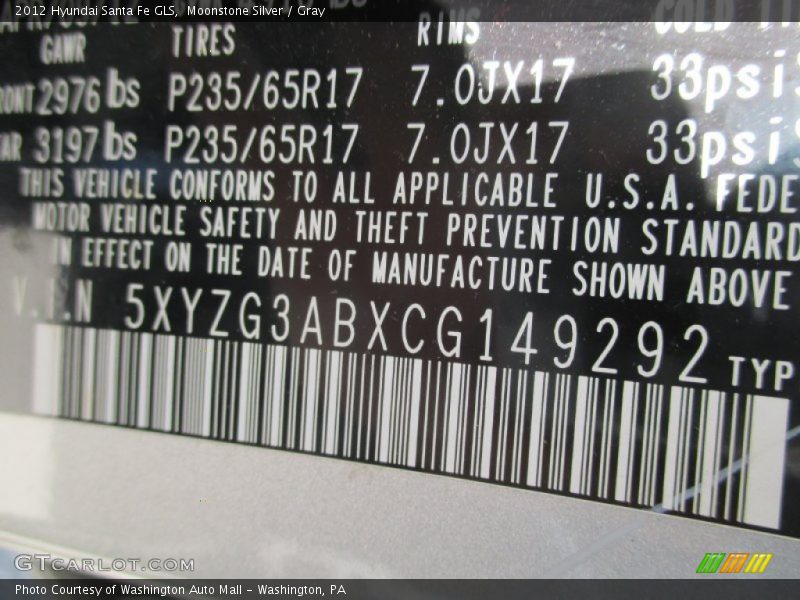 2012 Hyundai Santa Fe GLS, Moonstone Silver / Gray
GAWR TIRES RIMS COLD
FRONT 2976 lbs P235/65R17 7.0JX17 33psi
REAR 3197 lbs P235/65R17 7.0JX17 33psi
THIS VEHICLE CONFORMS TO ALL APPLICABLE U.S.A. FEDE
MOTOR VEHICLE SAFETY AND THEFT PREVENTION STANDARD
IN EFFECT ON THE DATE OF MANUFACTURE SHOWN ABOVE
V.I.N 5XYZG3ABXCG149292 TYP
GTCARLOT.COM
Photo Courtesy of Washington Auto Mall - Washington, PA